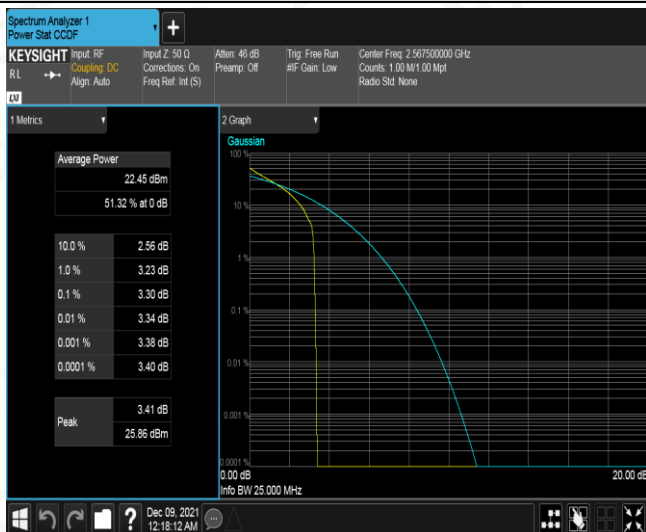 Spectrum Analyzer 1
Power Stat CCDF
+
KEYSIGHT Input: RF Input Z: 50 Ω Atten: 46 dB Trig: Free Run Center Freq: 2.567500000 GHz
RL Coupling: DC Corrections: On Preamp: Off #IF Gain: Low Counts: 1.00 M/1.00 Mpt
Align: Auto Freq Ref: Int (S) Radio Std: None
LXI
1 Metrics
2 Graph
Average Power
22.45 dBm
51.32 % at 0 dB
10.0 % 2.56 dB
1.0 % 3.23 dB
0.1 % 3.30 dB
0.01 % 3.34 dB
0.001 % 3.38 dB
0.0001 % 3.40 dB
Peak 3.41 dB
25.86 dBm
Gaussian
100 %
10 %
1 %
0.1 %
0.01 %
0.001 %
0.0001 %
0.00 dB 20.00 dB
Info BW 25.000 MHz
? Dec 09, 2021
12:18:12 AM